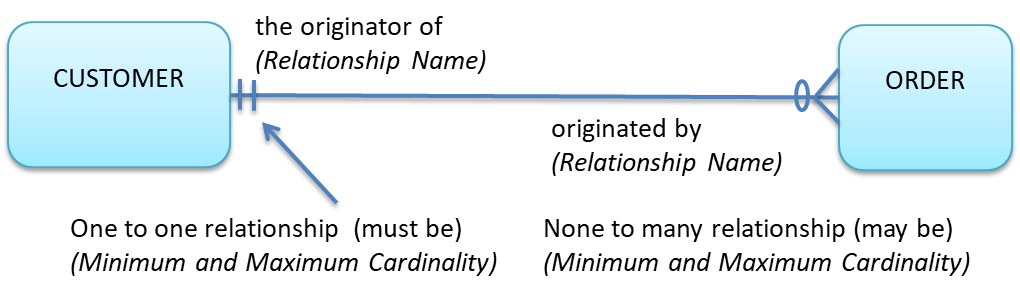 the originator of
(Relationship Name)
CUSTOMER
ORDER
originated by
(Relationship Name)
One to one relationship (must be)
(Minimum and Maximum Cardinality)
None to many relationship (may be)
(Minimum and Maximum Cardinality)